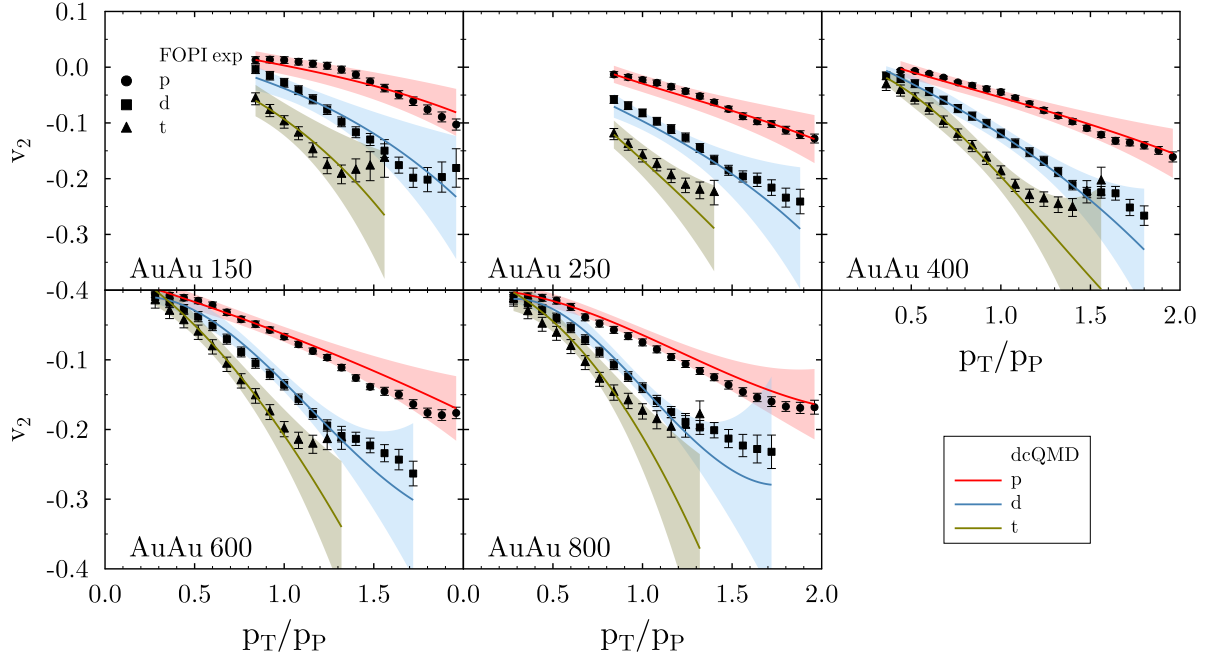 0.1
0.0
-0.1
-0.2
-0.3
-0.4
v2
FOPI exp
p
d
t
AuAu 150
AuAu 250
AuAu 400
0.5 1.0 1.5 2.0
pT/pP
-0.1
-0.2
-0.3
-0.4
v2
AuAu 600
AuAu 800
0.0 0.5 1.0 1.5 0.0 0.5 1.0 1.5 2.0
pT/pP pT/pP
dcQMD
p
d
t